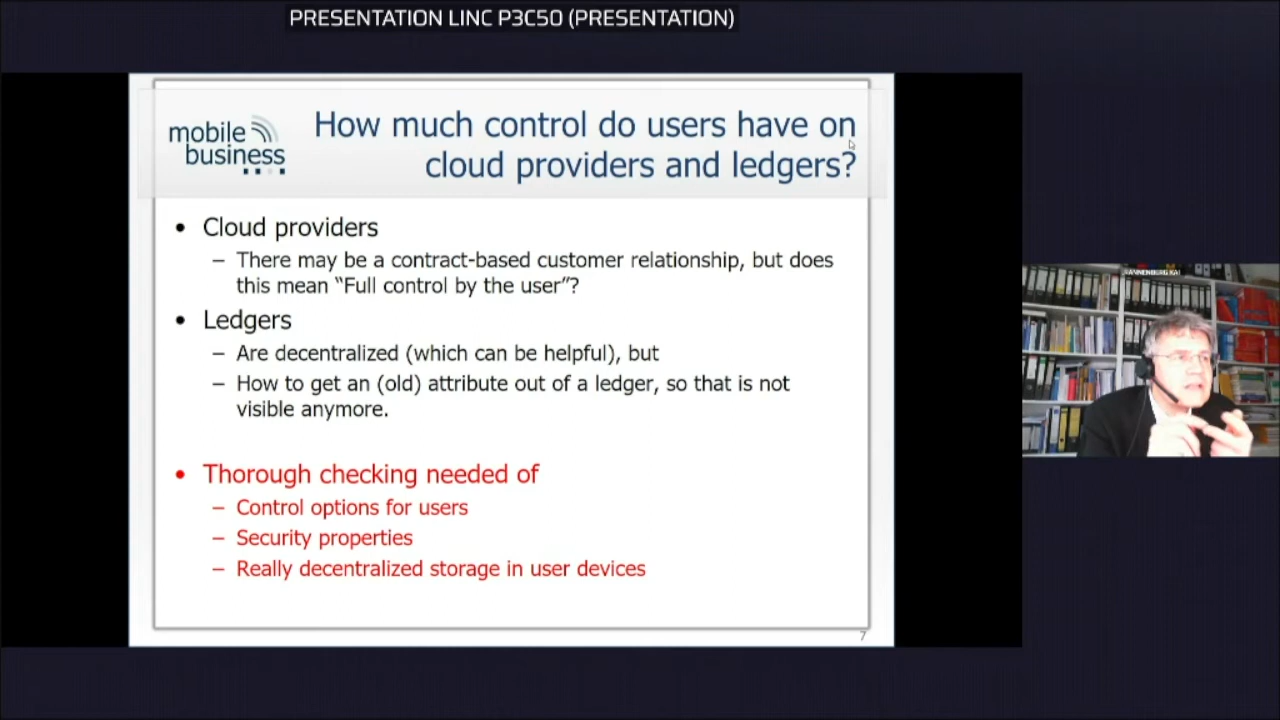 PRESENTATION LINC P3C50 (PRESENTATION)
mobile
business
How much control do users have on
cloud providers and ledgers?
• Cloud providers
– There may be a contract-based customer relationship, but does
this mean “Full control by the user”?
• Ledgers
– Are decentralized (which can be helpful), but
– How to get an (old) attribute out of a ledger, so that is not
visible anymore.
• Thorough checking needed of
– Control options for users
– Security properties
– Really decentralized storage in user devices
7